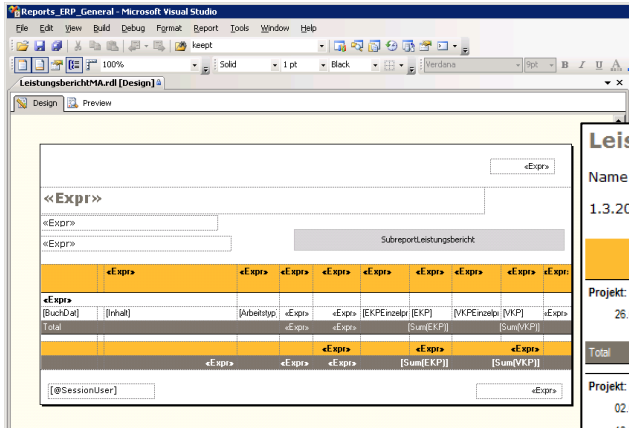 Reports_ERP_General - Microsoft Visual Studio
File Edit View Build Debug Format Report Tools Window Help
keept
100% Solid 1 pt Black Verdana 9pt B I U A
LeistungsberichtMA.rdl [Design]
Design Preview
«Expr»
«Expr»
«Expr»
«Expr» SubreportLeistungsbericht
«Expr» «Expr» «Expr» «Expr» «Expr» «Expr» «Expr» «Expr» «Expr:
«Expr»
[BuchDat] [Inhalt] [Arbeitstyp «Expr» «Expr» [EKPEinzelpr [EKP] [VKPEinzelpr [VKP] «Expr»
Total «Expr» «Expr» [Sum(EKP)] [Sum(VKP)]
«Expr» «Expr» «Expr»
«Expr» «Expr» «Expr» [Sum(EKP)] [Sum(VKP)]
[@SessionUser] «Expr»
Leis
Name
1.3.20
Projekt:
26.
Total
Projekt:
02.